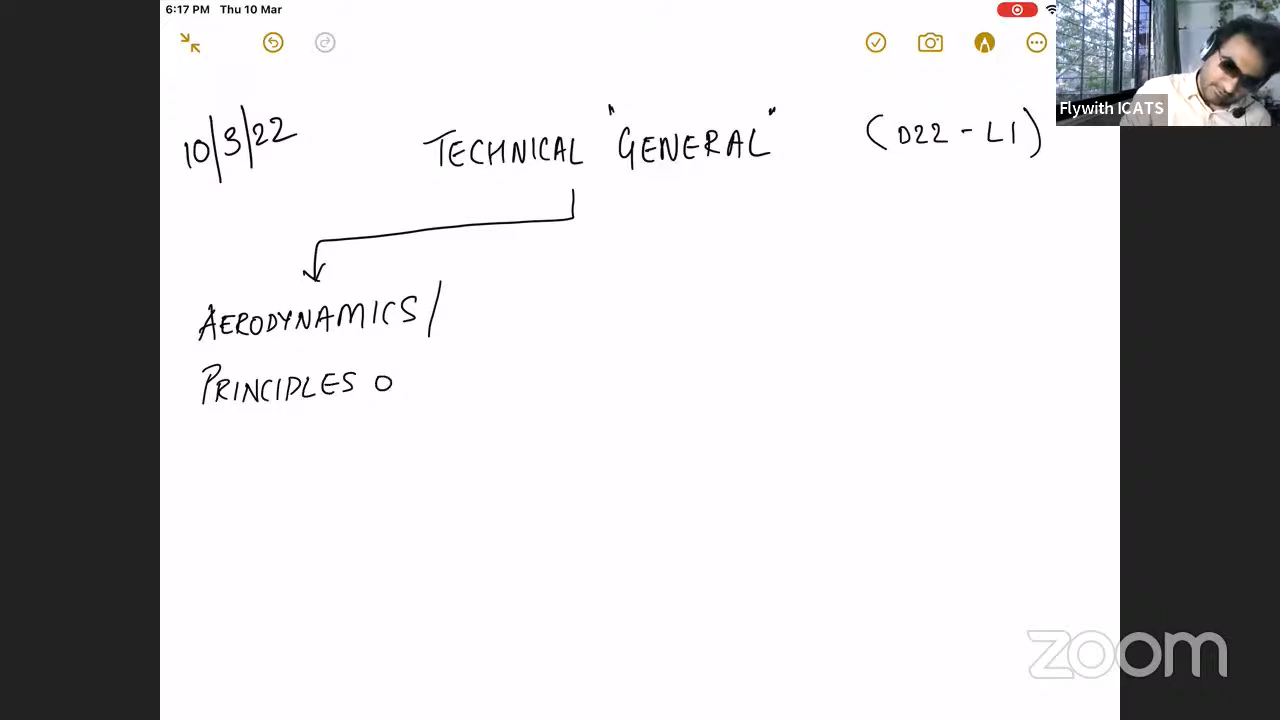 6:17 PM Thu 10 Mar
Flywith ICATS
10/3/22 TECHNICAL "GENERAL" (D22 - L1)
AERODYNAMICS/
PRINCIPLES O
zoom